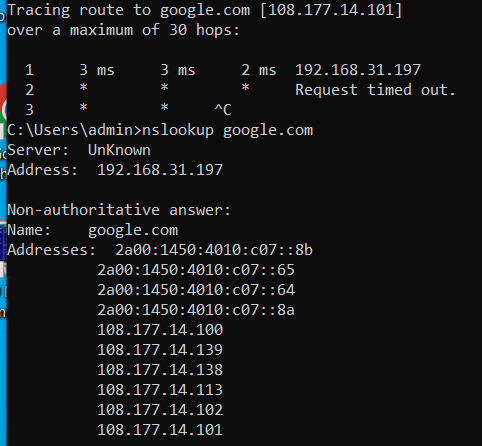 Tracing route to google.com [108.177.14.101]
over a maximum of 30 hops:
1 3 ms 3 ms 2 ms 192.168.31.197
2 * * * Request timed out.
3 * * ^C
C:\Users\admin>nslookup google.com
Server: UnKnown
Address: 192.168.31.197
Non-authoritative answer:
Name: google.com
Addresses: 2a00:1450:4010:c07::8b
2a00:1450:4010:c07::65
2a00:1450:4010:c07::64
2a00:1450:4010:c07::8a
108.177.14.100
108.177.14.139
108.177.14.138
108.177.14.113
108.177.14.102
108.177.14.101